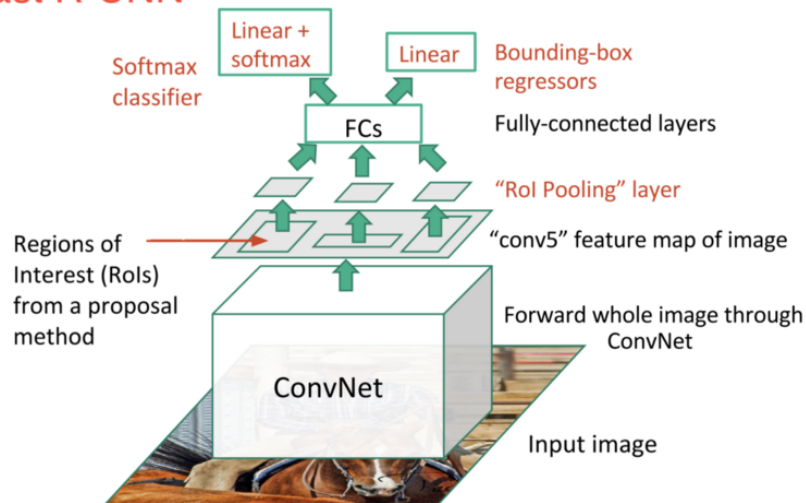 Linear +
softmax
Linear
Softmax
classifier
Bounding-box
regressors
FCs
Fully-connected layers
"RoI Pooling" layer
Regions of
Interest (RoIs)
from a proposal
method
"conv5" feature map of image
Forward whole image through
ConvNet
ConvNet
Input image